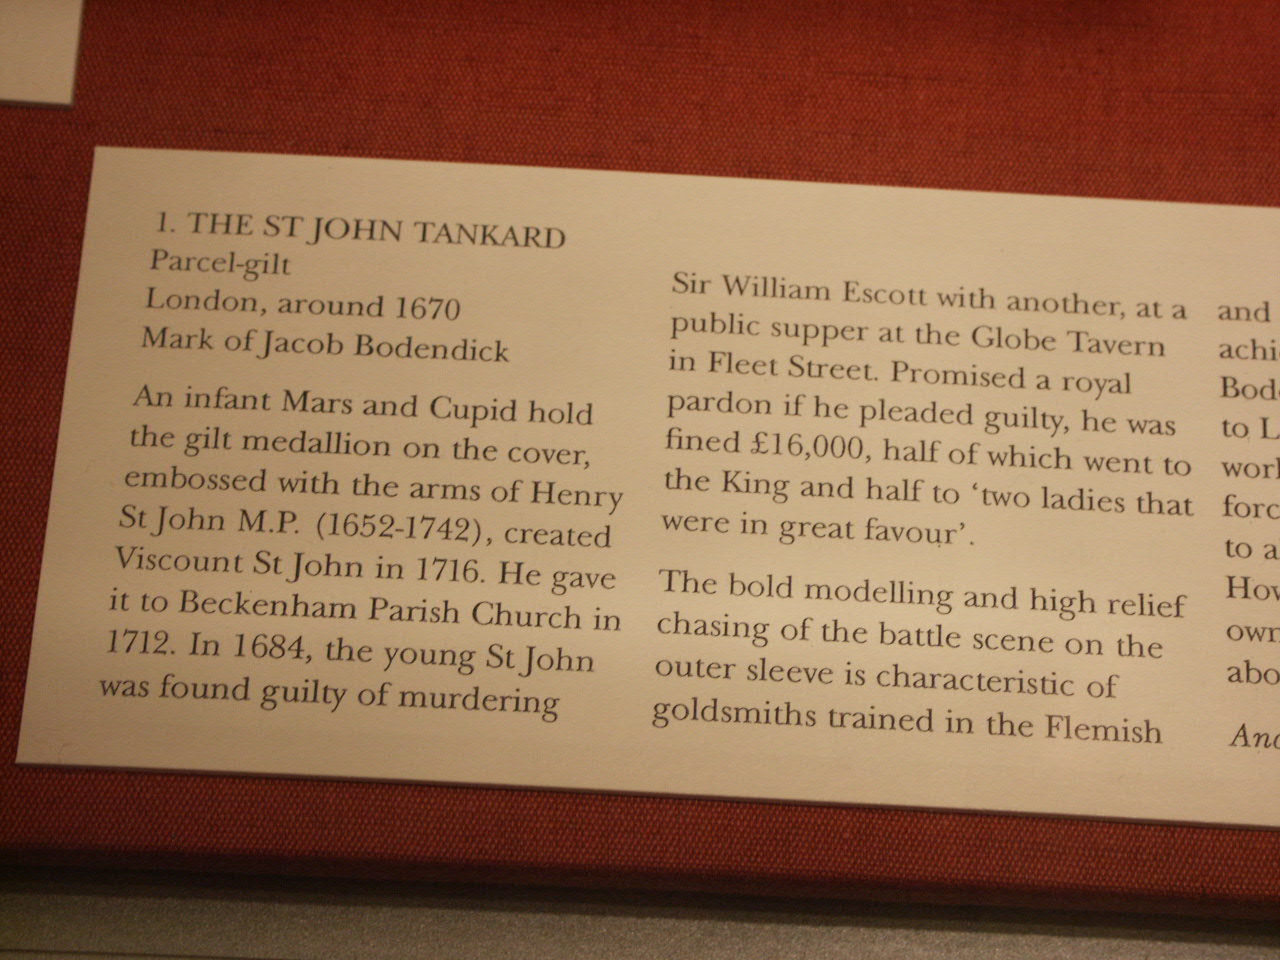 1. THE ST JOHN TANKARD
Parcel-gilt
London, around 1670
Mark of Jacob Bodendick
An infant Mars and Cupid hold
the gilt medallion on the cover,
embossed with the arms of Henry
St John M.P. (1652-1742), created
Viscount St John in 1716. He gave
it to Beckenham Parish Church in
1712. In 1684, the young St John
was found guilty of murdering
Sir William Escott with another, at a
public supper at the Globe Tavern
in Fleet Street. Promised a royal
pardon if he pleaded guilty, he was
fined £16,000, half of which went to
the King and half to ‘two ladies that
were in great favour’.
The bold modelling and high relief
chasing of the battle scene on the
outer sleeve is characteristic of
goldsmiths trained in the Flemish
and
to
to